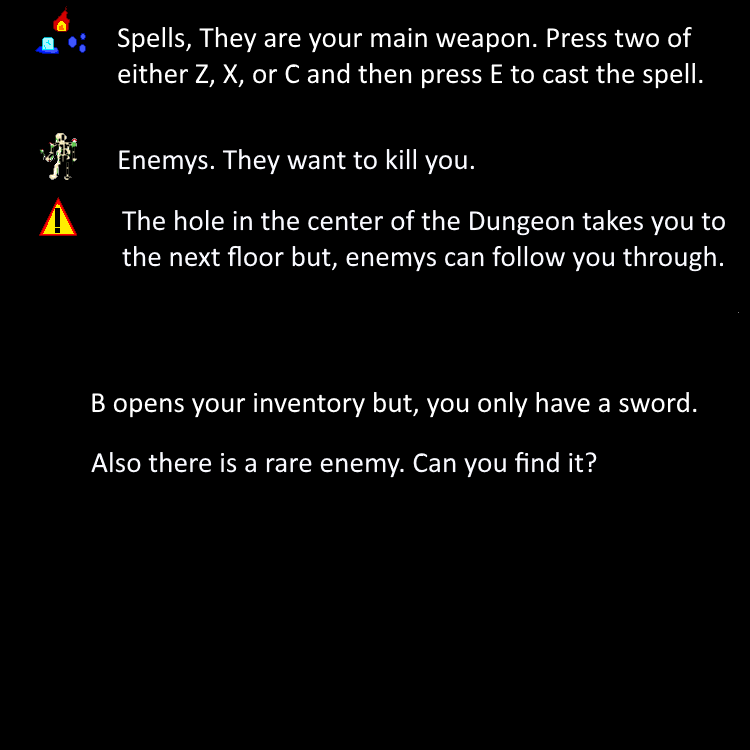 Spells, They are your main weapon. Press two of
either Z, X, or C and then press E to cast the spell.
Enemys. They want to kill you.
The hole in the center of the Dungeon takes you to
the next floor but, enemys can follow you through.
B opens your inventory but, you only have a sword.
Also there is a rare enemy. Can you find it?